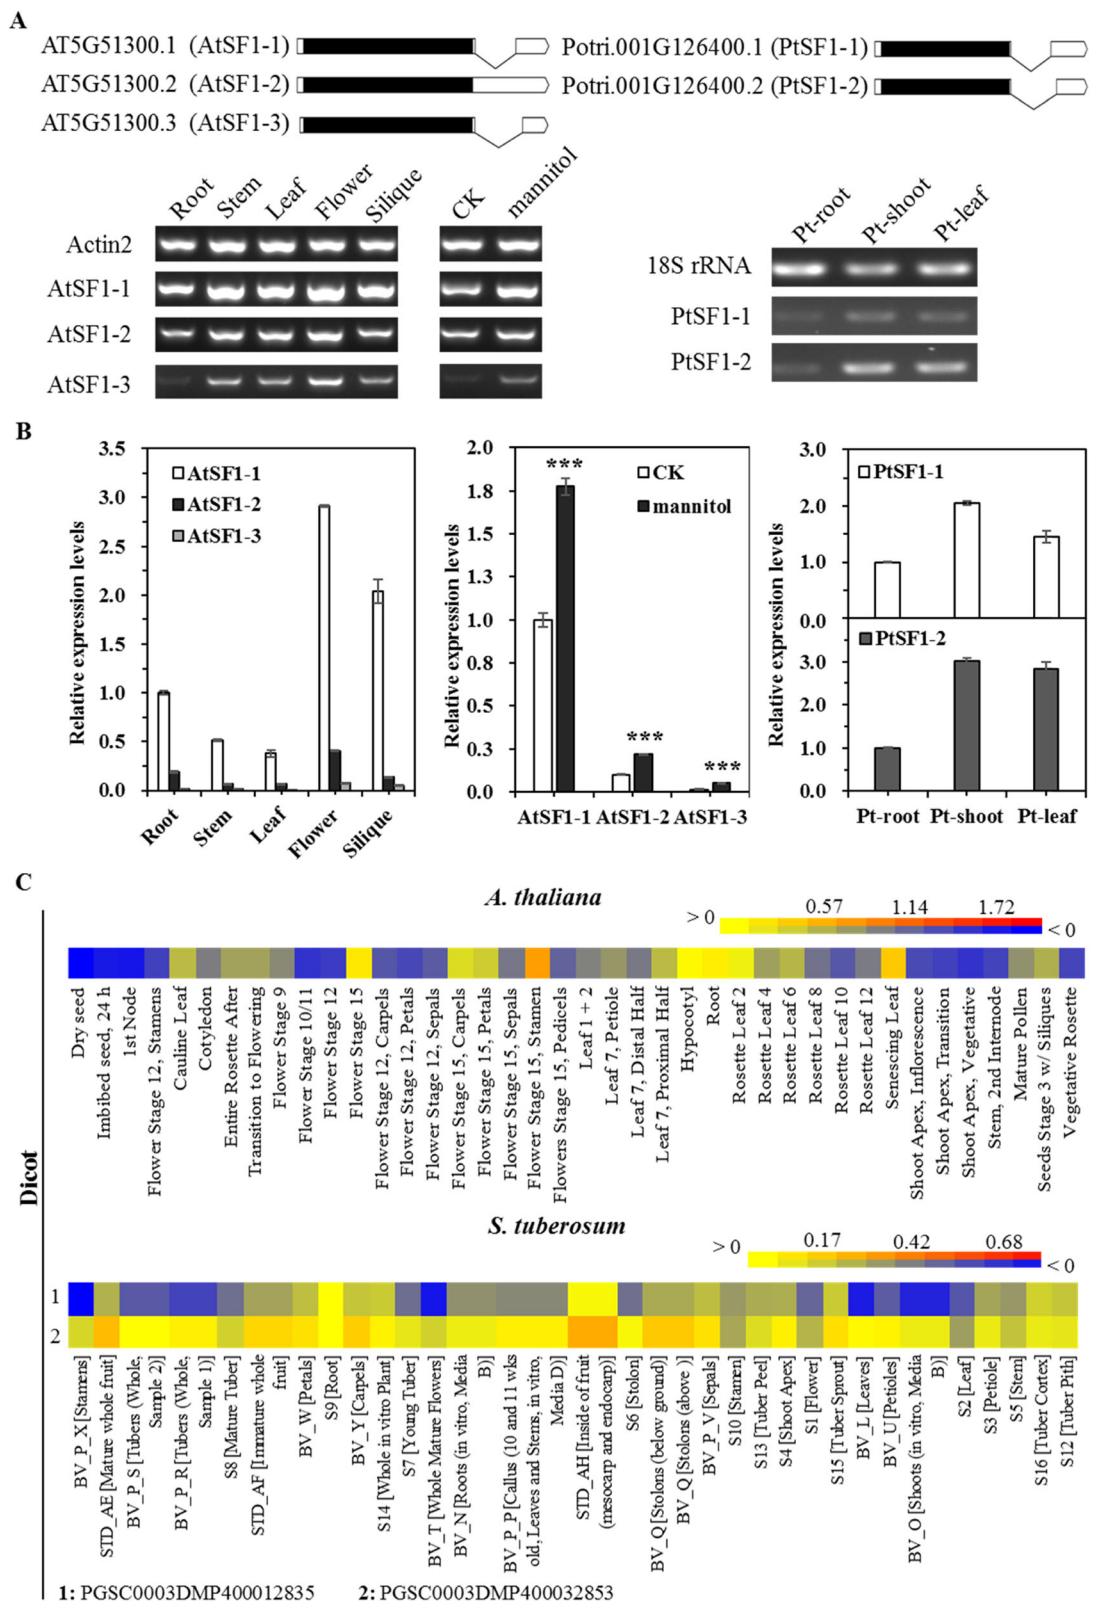 A
AT5G51300.1 (AtSF1-1)
AT5G51300.2 (AtSF1-2)
AT5G51300.3 (AtSF1-3)
Potri.001G126400.1 (PtSF1-1)
Potri.001G126400.2 (PtSF1-2)
Root
Stem
Leaf
Flower
Silique
CK
mannitol
Actin2
AtSF1-1
AtSF1-2
AtSF1-3
Pt-root
Pt-shoot
Pt-leaf
18S rRNA
PtSF1-1
PtSF1-2
B
Relative expression levels
3.5
3.0
2.5
2.0
1.5
1.0
0.5
0.0
AtSF1-1
AtSF1-2
AtSF1-3
Root
Stem
Leaf
Flower
Silique
Relative expression levels
2.0
1.8
1.5
1.3
1.0
0.8
0.5
0.3
0.0
***
***
***
CK
mannitol
AtSF1-1 AtSF1-2 AtSF1-3
Relative expression levels
3.0
2.0
1.0
0.0
PtSF1-1
3.0
2.0
1.0
0.0
PtSF1-2
Pt-root Pt-shoot Pt-leaf
C
Dicot
A. thaliana
> 0
0.57 1.14 1.72
< 0
Dry seed
Imbibed seed, 24 h
1st Node
Flower Stage 12, Stamens
Cauline Leaf
Cotyledon
Entire Rosette After
Transition to Flowering
Flower Stage 9
Flower Stage 10/11
Flower Stage 12
Flower Stage 15
Flower Stage 12, Carpels
Flower Stage 12, Petals
Flower Stage 12, Sepals
Flower Stage 15, Carpels
Flower Stage 15, Petals
Flower Stage 15, Sepals
Flower Stage 15, Stamen
Flowers Stage 15, Pedicels
Leaf 1 + 2
Leaf 7, Petiole
Leaf 7, Distal Half
Leaf 7, Proximal Half
Hypocotyl
Root
Rosette Leaf 2
Rosette Leaf 4
Rosette Leaf 6
Rosette Leaf 8
Rosette Leaf 10
Rosette Leaf 12
Senescing Leaf
Shoot Apex, Inflorescence
Shoot Apex, Transition
Shoot Apex, Vegetative
Stem, 2nd Internode
Mature Pollen
Seeds Stage 3 w/ Siliques
Vegetative Rosette
S. tuberosum
> 0
0.17 0.42 0.68
< 0
1
2
BV_P_X [Stamens]
STD_AE [Mature whole fruit]
BV_P_S [Tubers (Whole,
Sample 2)]
BV_P_R [Tubers (Whole,
Sample 1)]
S8 [Mature Tuber]
STD_AF [Immature whole
fruit]
BV_W [Petals]
S9 [Root]
BV_Y [Carpels]
S14 [Whole in vitro Plant]
S7 [Young Tuber]
BV_T [Whole Mature Flowers]
BV_N [Roots (in vitro, Media
B)]
BV_P_P [Callus (10 and 11 wks
old, Leaves and Stems, in vitro,
Media D)]
STD_AH [Inside of fruit
(mesocarp and endocarp)]
S6 [Stolon]
BV_Q [Stolons (below ground)]
BV_Q [Stolons (above )]
BV_P_V [Sepals]
S10 [Stamen]
S13 [Tuber Peel]
S4 [Shoot Apex]
S1 [Flower]
S15 [Tuber Sprout]
BV_L [Leaves]
BV_U [Petioles]
BV_O [Shoots (in vitro, Media
B)]
S2 [Leaf]
S3 [Petiole]
S5 [Stem]
S16 [Tuber Cortex]
S12 [Tuber Pith]
1: PGSC0003DMP400012835 2: PGSC0003DMP400032853